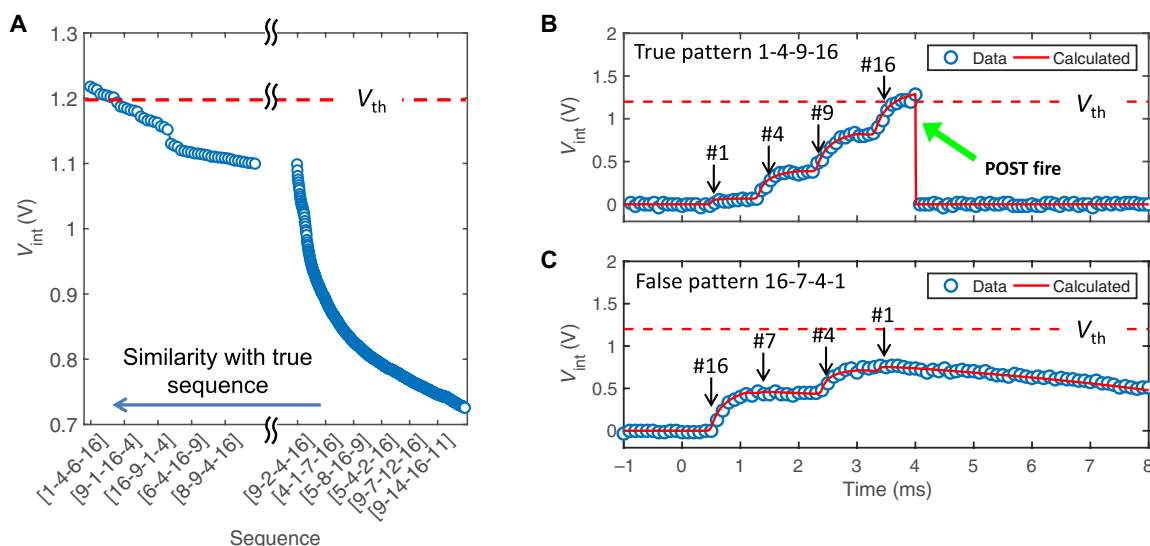 A
1.3
1.2
1.1
1
0.9
0.8
0.7
V_int (V)
V_th
Similarity with true
sequence
[1-4-6-16]
[9-1-16-4]
[16-9-1-4]
[6-4-16-9]
[8-9-4-16]
[9-2-4-16]
[4-1-7-16]
[5-8-16-9]
[5-4-2-16]
[9-7-12-16]
[9-14-16-11]
Sequence
B
2
1.5
1
0.5
0
V_int (V)
True pattern 1-4-9-16
Data Calculated
#1
#4
#9
#16
V_th
POST fire
C
2
1.5
1
0.5
0
V_int (V)
False pattern 16-7-4-1
Data Calculated
#16
#7
#4
#1
V_th
−1 0 1 2 3 4 5 6 7 8
Time (ms)